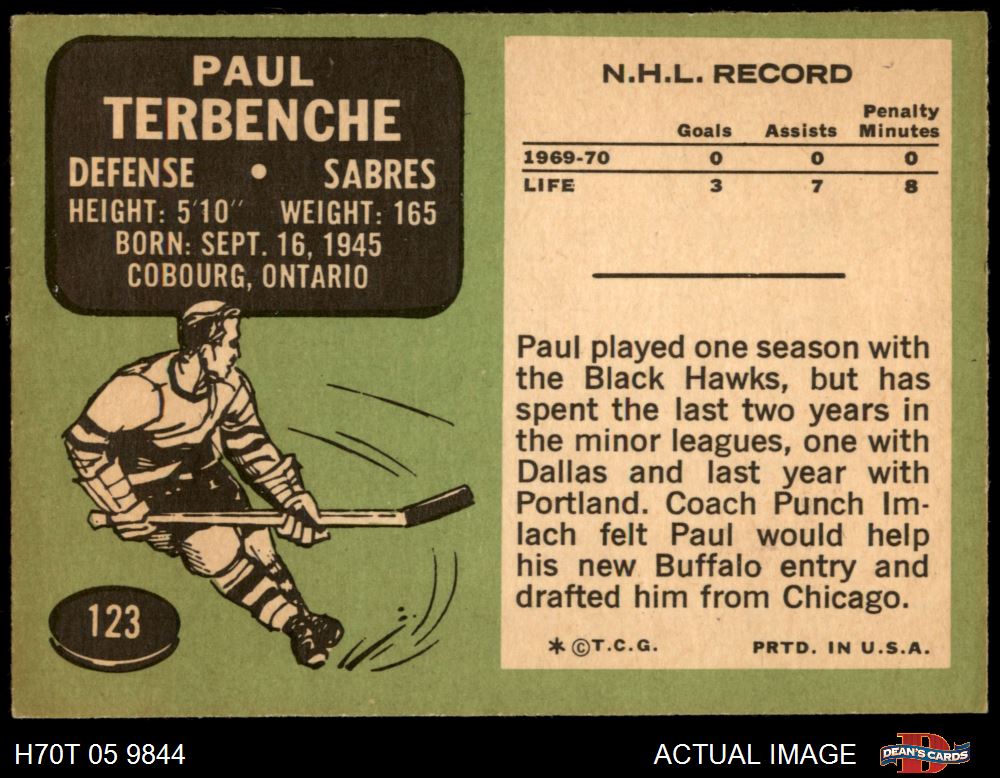 PAUL
TERBENCHE
DEFENSE • SABRES
HEIGHT: 5'10" WEIGHT: 165
BORN: SEPT. 16, 1945
COBOURG, ONTARIO
123
N.H.L. RECORD
Goals Assists Penalty Minutes
1969-70 0 0 0
LIFE 3 7 8
Paul played one season with
the Black Hawks, but has
spent the last two years in
the minor leagues, one with
Dallas and last year with
Portland. Coach Punch Im-
lach felt Paul would help
his new Buffalo entry and
drafted him from Chicago.
* ©T.C.G. PRTD. IN U.S.A.
H70T 05 9844 ACTUAL IMAGE D DEAN'S CARDS